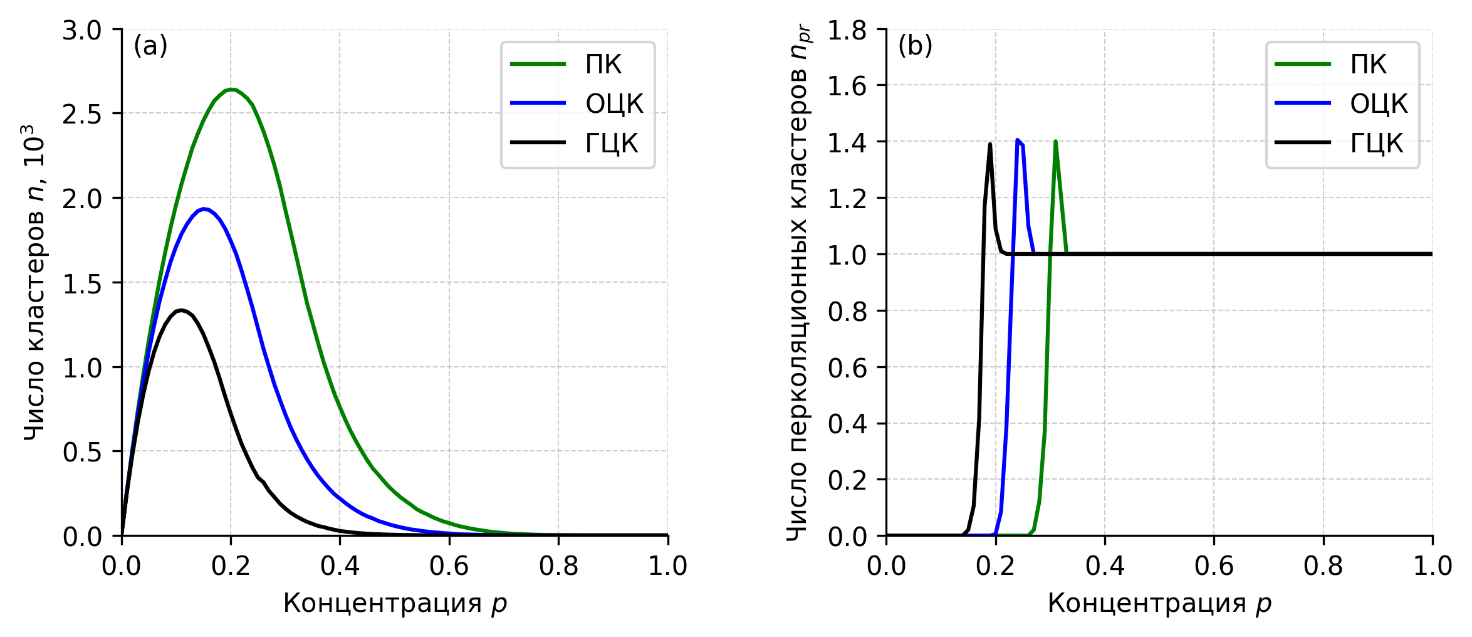 (a)
3.0
2.5
2.0
1.5
1.0
0.5
0.0
0.0 0.2 0.4 0.6 0.8 1.0
Число кластеров n, 10³
Концентрация p
ПК
ОЦК
ГЦК
(b)
1.8
1.6
1.4
1.2
1.0
0.8
0.6
0.4
0.2
0.0
0.0 0.2 0.4 0.6 0.8 1.0
Число перколяционных кластеров nₚᵣ
Концентрация p
ПК
ОЦК
ГЦК